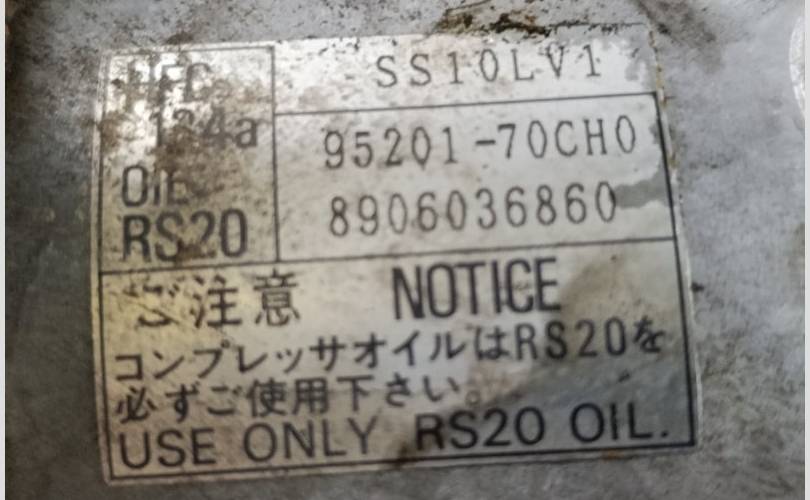 HFC
134a
OIL
RS20
SS10LV1
95201-70CH0
8906036860
ご注意 NOTICE
コンプレッサオイルはRS20を
必ずご使用下さい。
USE ONLY RS20 OIL.